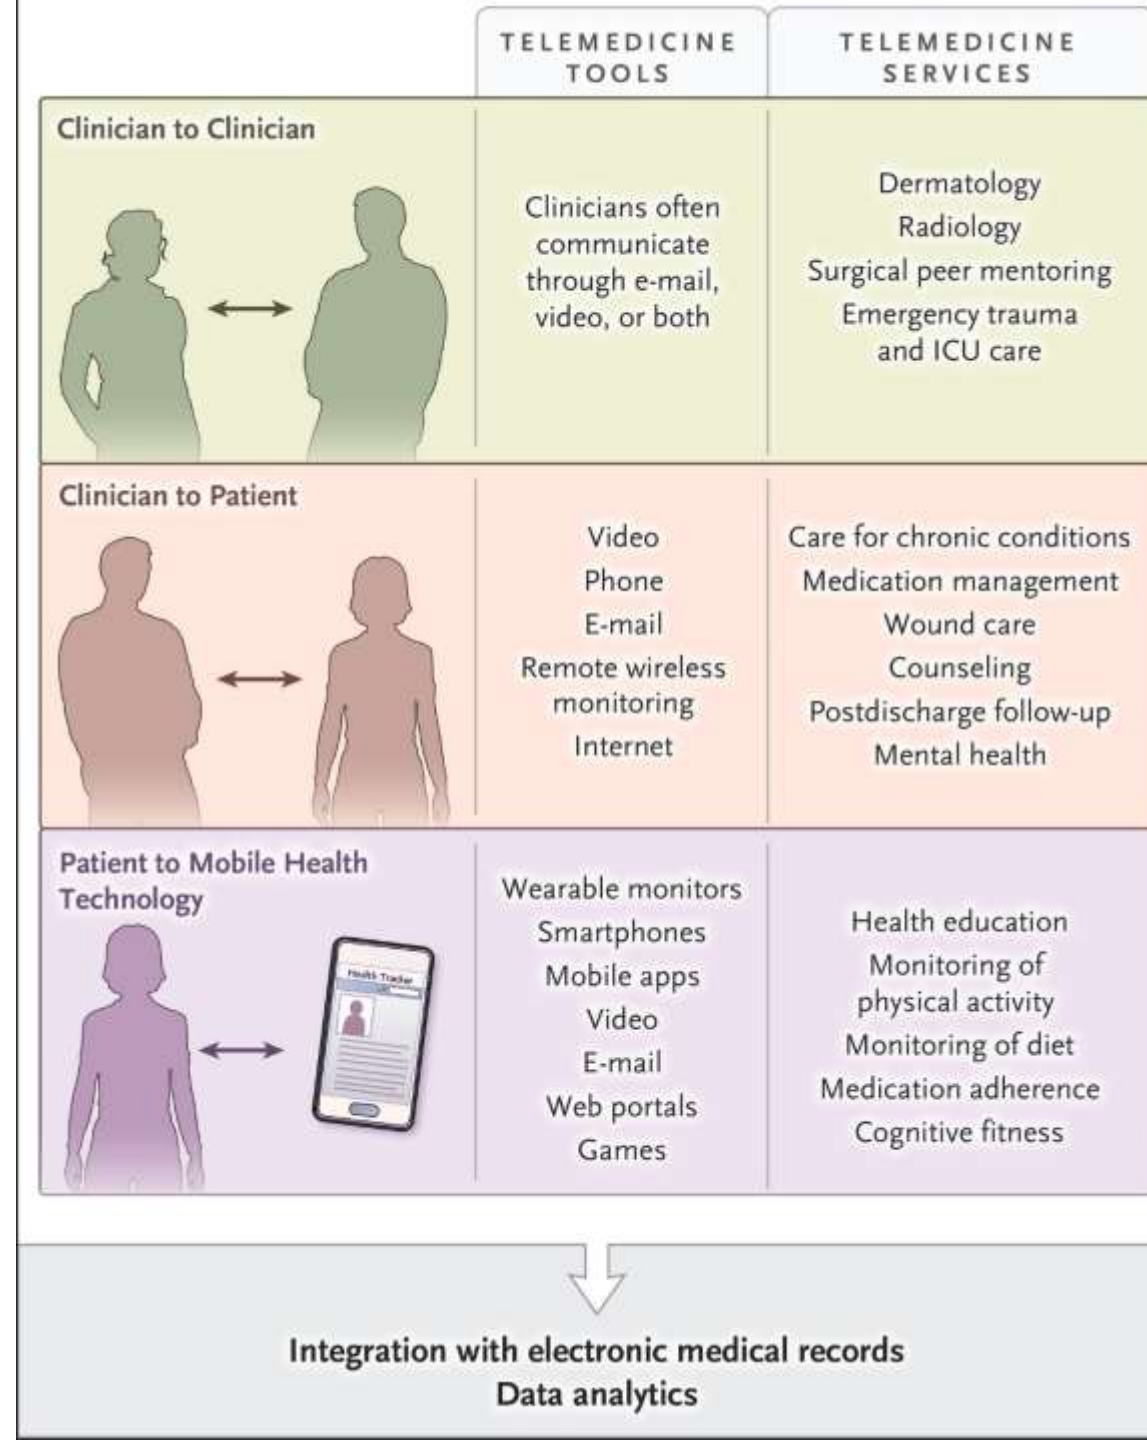 TELEMEDICINE
TOOLS
TELEMEDICINE
SERVICES
Clinician to Clinician
Clinicians often
communicate
through e-mail,
video, or both
Dermatology
Radiology
Surgical peer mentoring
Emergency trauma
and ICU care
Clinician to Patient
Video
Phone
E-mail
Remote wireless
monitoring
Internet
Care for chronic conditions
Medication management
Wound care
Counseling
Postdischarge follow-up
Mental health
Patient to Mobile Health
Technology
Health Tracker
Wearable monitors
Smartphones
Mobile apps
Video
E-mail
Web portals
Games
Health education
Monitoring of
physical activity
Monitoring of diet
Medication adherence
Cognitive fitness
Integration with electronic medical records
Data analytics